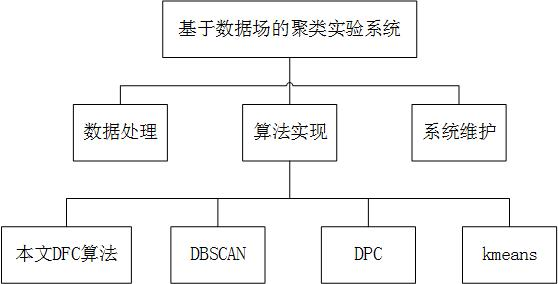 基于数据场的聚类实验系统
数据处理
算法实现
系统维护
本文DFC算法
DBSCAN
DPC
kmeans